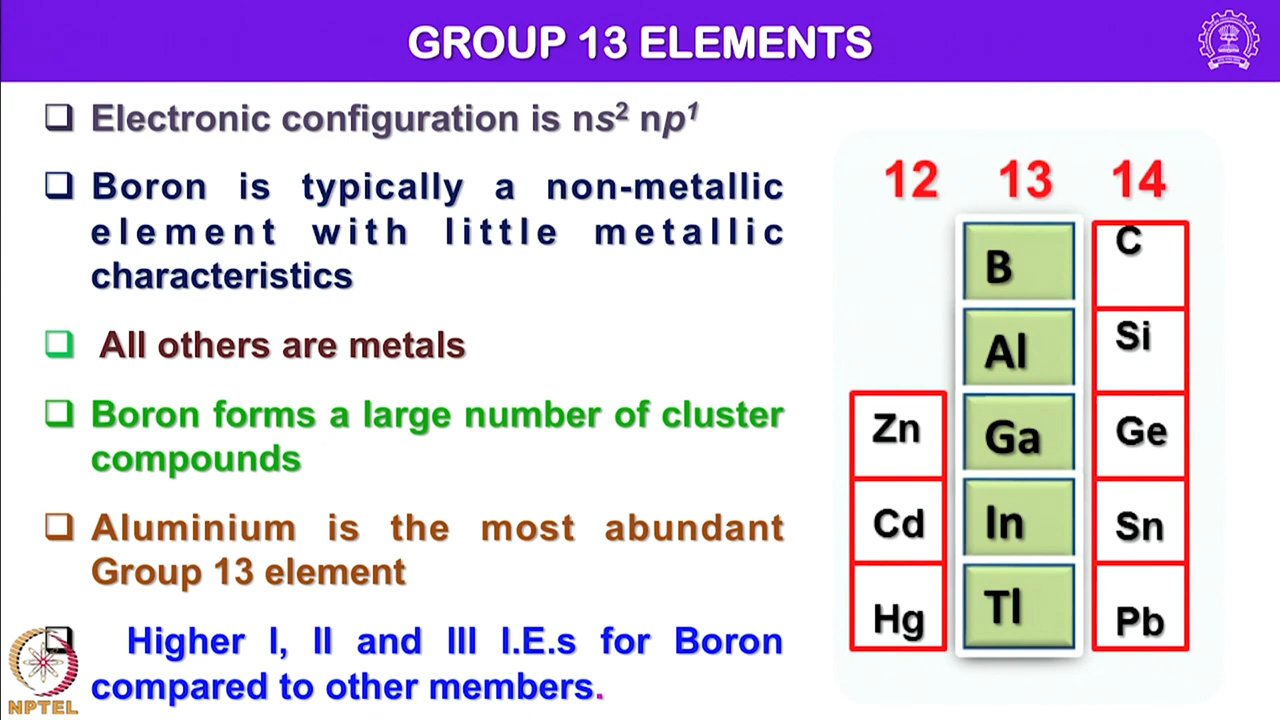 GROUP 13 ELEMENTS
❑ Electronic configuration is ns² np¹
❑ Boron is typically a non-metallic
element with little metallic
characteristics
❑ All others are metals
❑ Boron forms a large number of cluster
compounds
❑ Aluminium is the most abundant
Group 13 element
❑ Higher I, II and III I.E.s for Boron
compared to other members.
12 13 14
B C
Al Si
Zn Ga Ge
Cd In Sn
Hg Tl Pb
NPTEL